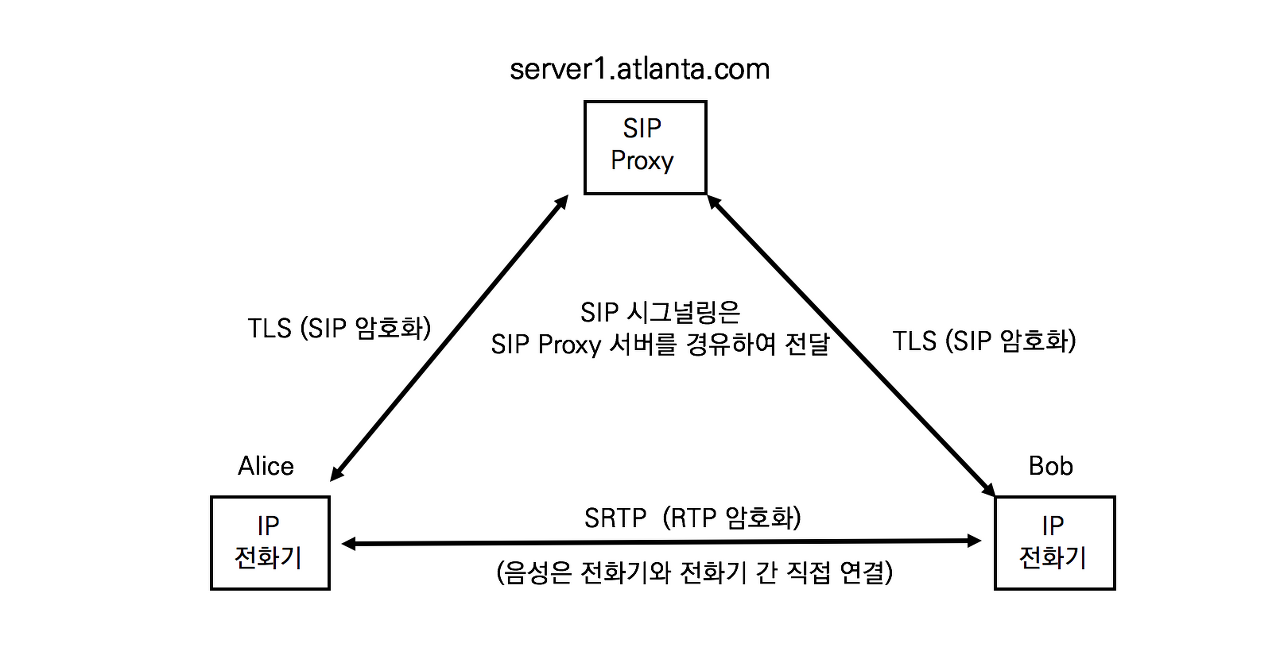 server1.atlanta.com
SIP
Proxy
SIP 시그널링은
SIP Proxy 서버를 경유하여 전달
TLS (SIP 암호화)
TLS (SIP 암호화)
Alice
Bob
IP
전화기
SRTP (RTP 암호화)
(음성은 전화기와 전화기 간 직접 연결)
IP
전화기